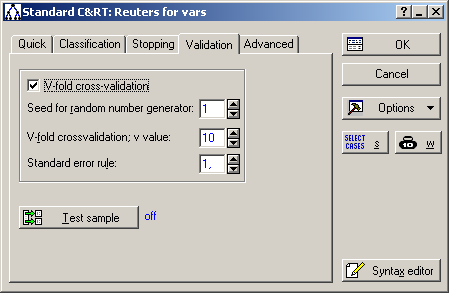 Standard C&RT: Reuters for vars
Quick Classification Stopping Validation Advanced
V-fold cross-validation
Seed for random number generator: 1
V-fold crossvalidation; v value: 10
Standard error rule: 1,
Test sample off
OK
Cancel
Options
SELECT CASES S
W
Syntax editor